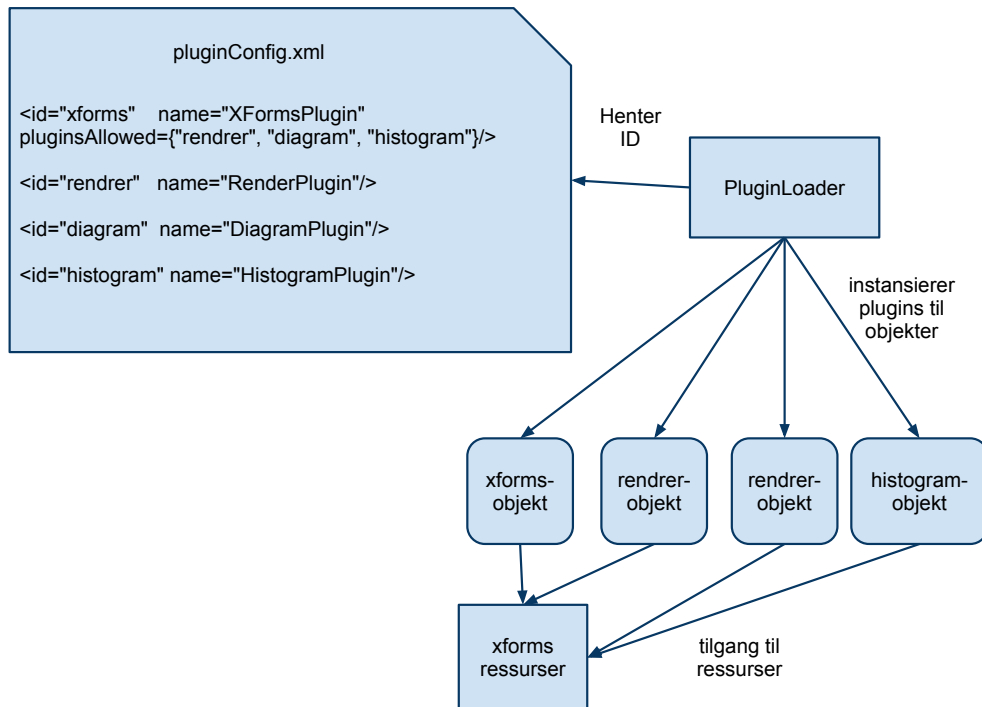 pluginConfig.xml
<id="xforms" name="XFormsPlugin"
pluginsAllowed={"rendrer", "diagram", "histogram"}/>
<id="rendrer" name="RenderPlugin"/>
<id="diagram" name="DiagramPlugin"/>
<id="histogram" name="HistogramPlugin"/>
Henter
ID
PluginLoader
instansierer
plugins til
objekter
xforms-
objekt
rendrer-
objekt
rendrer-
objekt
histogram-
objekt
xforms
ressurser
tilgang til
ressurser